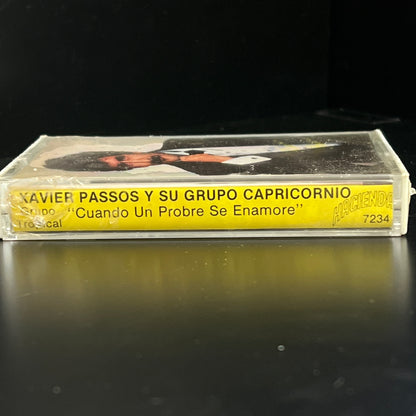 XAVIER PASSOS Y SU GRUPO CAPRICORNIO
Grupo "Cuando Un Probre Se Enamore"
Tropical
HACIENDA
7234